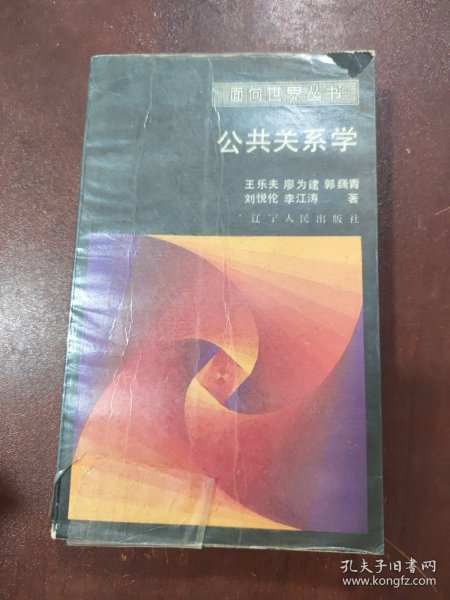 面向世界丛书
公共关系学
王乐夫 廖为建 郭巍青
刘悦伦 李江涛 著
辽宁人民出版社
孔夫子旧书网
www.kongfz.com